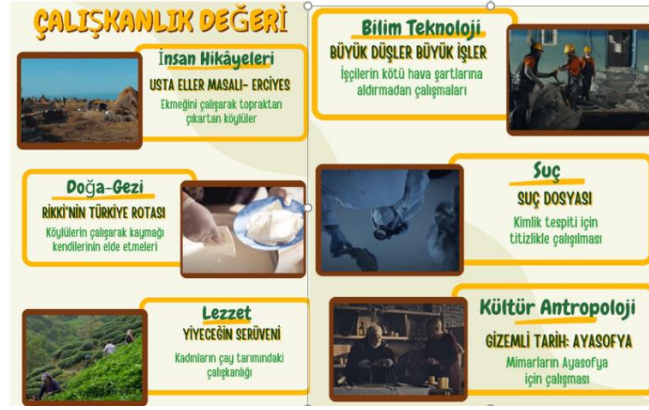 ÇALIŞKANLIK DEĞERİ
İnsan Hikâyeleri
USTA ELLER MASALI- ERCİYES
Ekmeğini çalışarak topraktan
çıkartan köylüler
Doğa-Gezi
RIKKI'NIN TÜRKİYE ROTASI
Köylülerin çalışarak kaymağı
kendilerinin elde etmeleri
Lezzet
YİYECEĞİN SERÜVENİ
Kadınların çay tarımındaki
çalışkanlığı
Bilim Teknoloji
BÜYÜK DÜŞLER BÜYÜK İŞLER
İşçilerin kötü hava şartlarına
aldırmadan çalışmaları
Suç
SUÇ DOSYASI
Kimlik tespiti için
titizlikle çalışılması
Kültür Antropoloji
GİZEMLİ TARİH: AYASOFYA
Mimarların Ayasofya
için çalışması